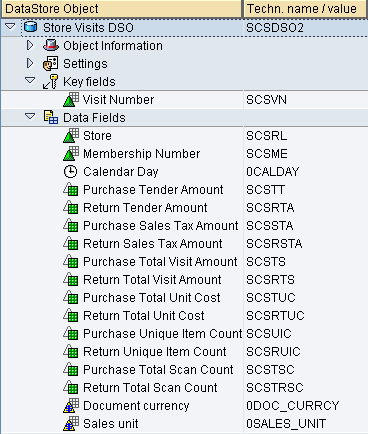 DataStore Object Techn. name / value
Store Visits DSO SCSDSO2
Object Information
Settings
Key fields
Visit Number SCSVN
Data Fields
Store SCSRL
Membership Number SCSME
Calendar Day 0CALDAY
Purchase Tender Amount SCSTT
Return Tender Amount SCSRTA
Purchase Sales Tax Amount SCSSTA
Return Sales Tax Amount SCSRSTA
Purchase Total Visit Amount SCSTS
Return Total Visit Amount SCSRTS
Purchase Total Unit Cost SCSTUC
Return Total Unit Cost SCSRTUC
Purchase Unique Item Count SCSUIC
Return Unique Item Count SCSRUIC
Purchase Total Scan Count SCSTSC
Return Total Scan Count SCSTRSC
Document currency 0DOC_CURRCY
Sales unit 0SALES_UNIT